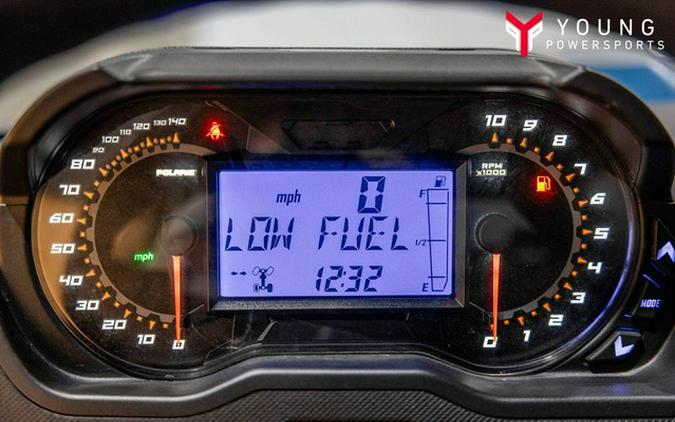 YOUNG
POWERSPORTS
0 10 20 30 40 50 60 70 80 90 100 110 120 130 140
POLARIS
mph
mph 0
LOW FUEL
-- 12:32
F
1/2
E
RPM
X1000
10 9 8 7 6 5 4 3 2 1 0
MODE